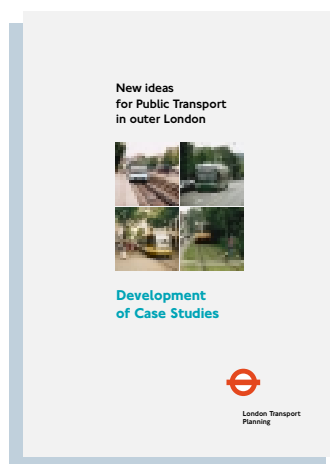 New ideas
for Public Transport
in outer London
Development
of Case Studies
London Transport
Planning